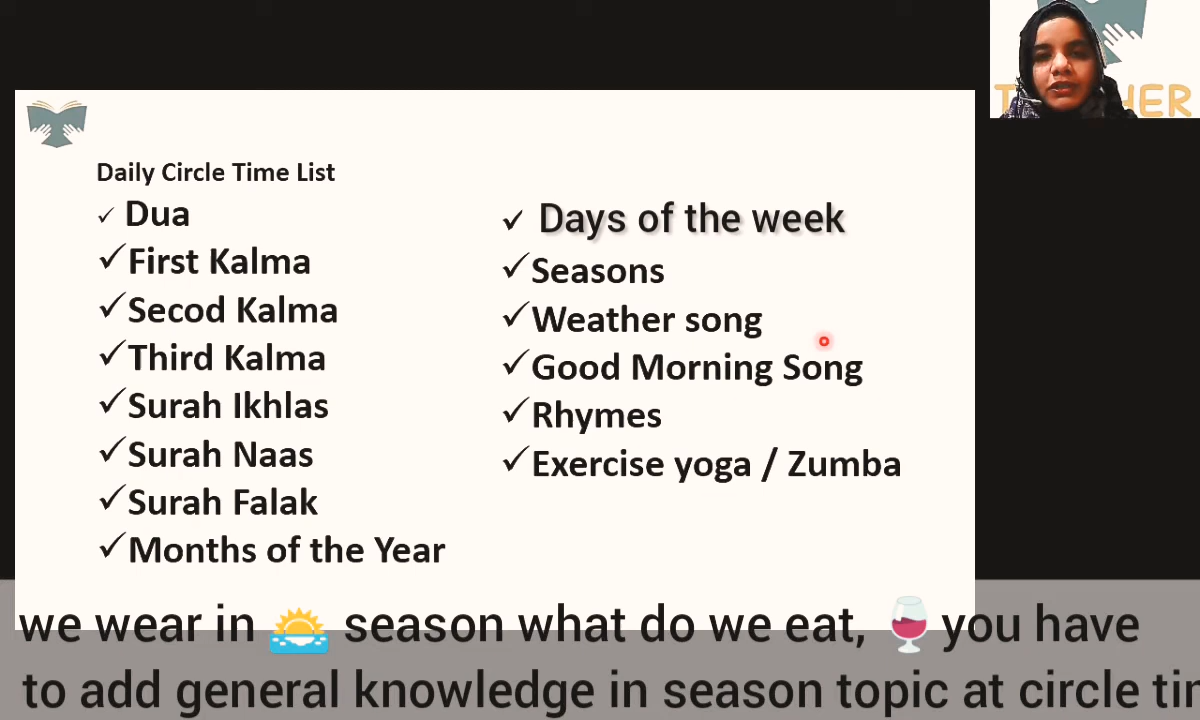 Daily Circle Time List
Dua
First Kalma
Secod Kalma
Third Kalma
Surah Ikhlas
Surah Naas
Surah Falak
Months of the Year
Days of the week
Seasons
Weather song
Good Morning Song
Rhymes
Exercise yoga / Zumba
we wear in 🌅 season what do we eat, 🍷 you have
to add general knowledge in season topic at circle